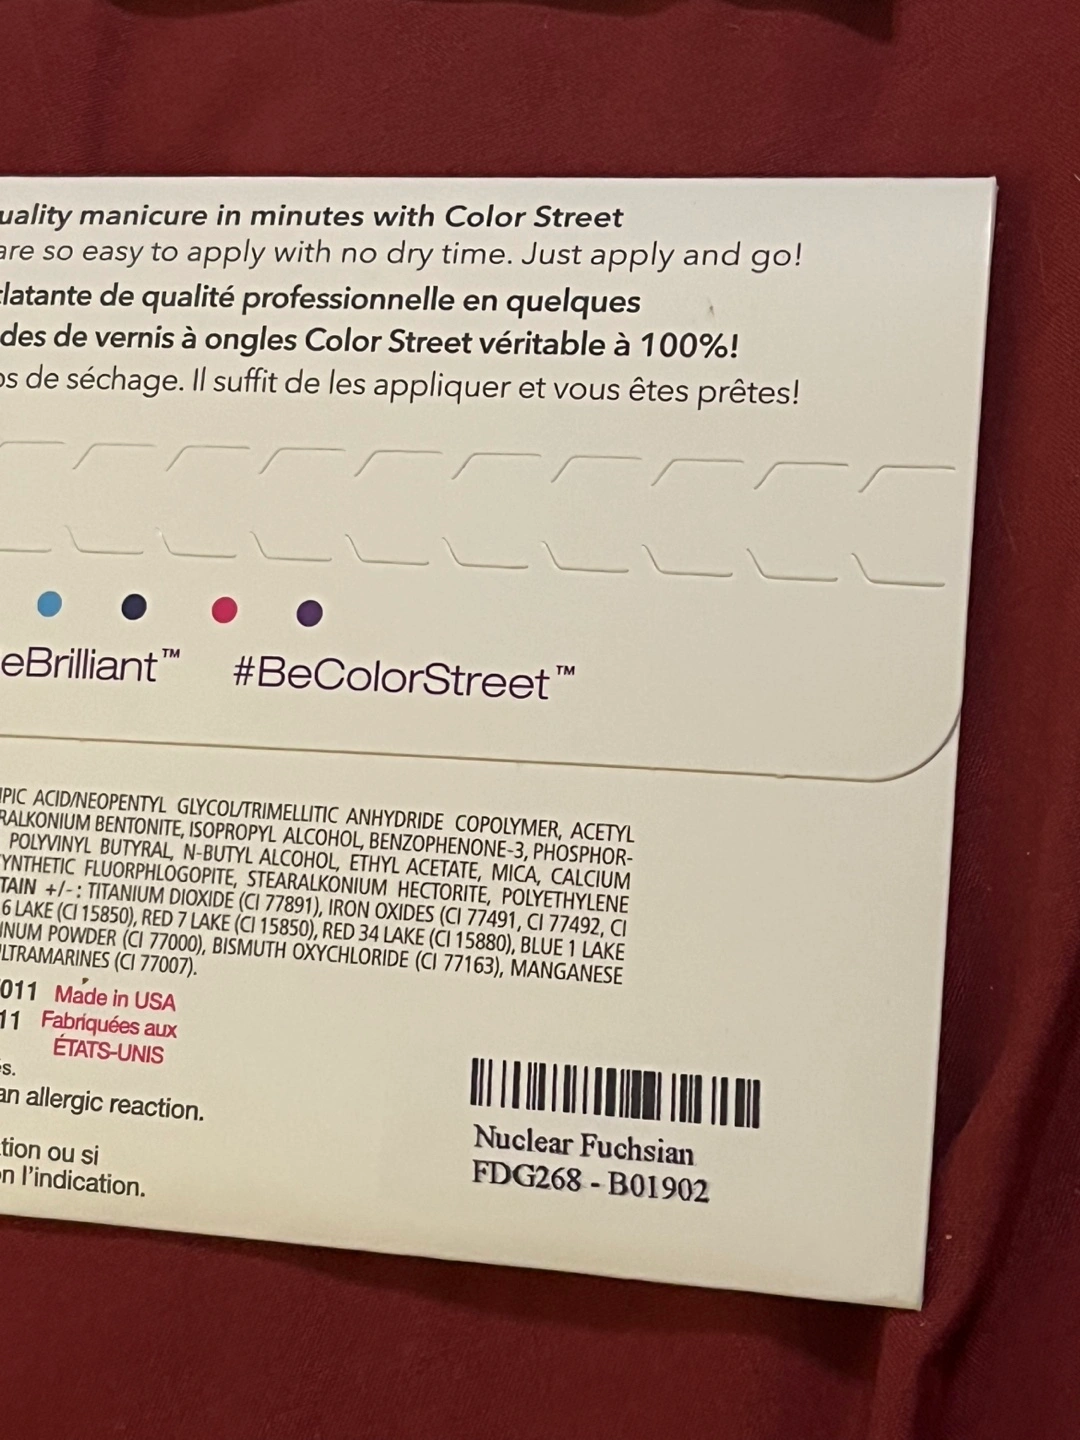 uality manicure in minutes with Color Street
are so easy to apply with no dry time. Just apply and go!
clatante de qualité professionnelle en quelques
des de vernis à ongles Color Street véritable à 100%!
ps de séchage. Il suffit de les appliquer et vous êtes prêtes!
eBrilliant™ #BeColorStreet™
IPIC ACID/NEOPENTYL GLYCOL/TRIMELLITIC ANHYDRIDE COPOLYMER, ACETYL
RALKONIUM BENTONITE, ISOPROPYL ALCOHOL, BENZOPHENONE-3, PHOSPHOR-
POLYVINYL BUTYRAL, N-BUTYL ALCOHOL, ETHYL ACETATE, MICA, CALCIUM
YNTHETIC FLUORPHLOGOPITE, STEARALKONIUM HECTORITE, POLYETHYLENE
TAIN +/-: TITANIUM DIOXIDE (CI 77891), IRON OXIDES (CI 77491, CI 77492, CI
6 LAKE (CI 15850), RED 7 LAKE (CI 15850), RED 34 LAKE (CI 15880), BLUE 1 LAKE
INUM POWDER (CI 77000), BISMUTH OXYCHLORIDE (CI 77163), MANGANESE
LTRAMARINES (CI 77007).
011 Made in USA
11 Fabriquées aux
ÉTATS-UNIS
s.
an allergic reaction.
tion ou si
n l'indication.
Nuclear Fuchsian
FDG268 - B01902